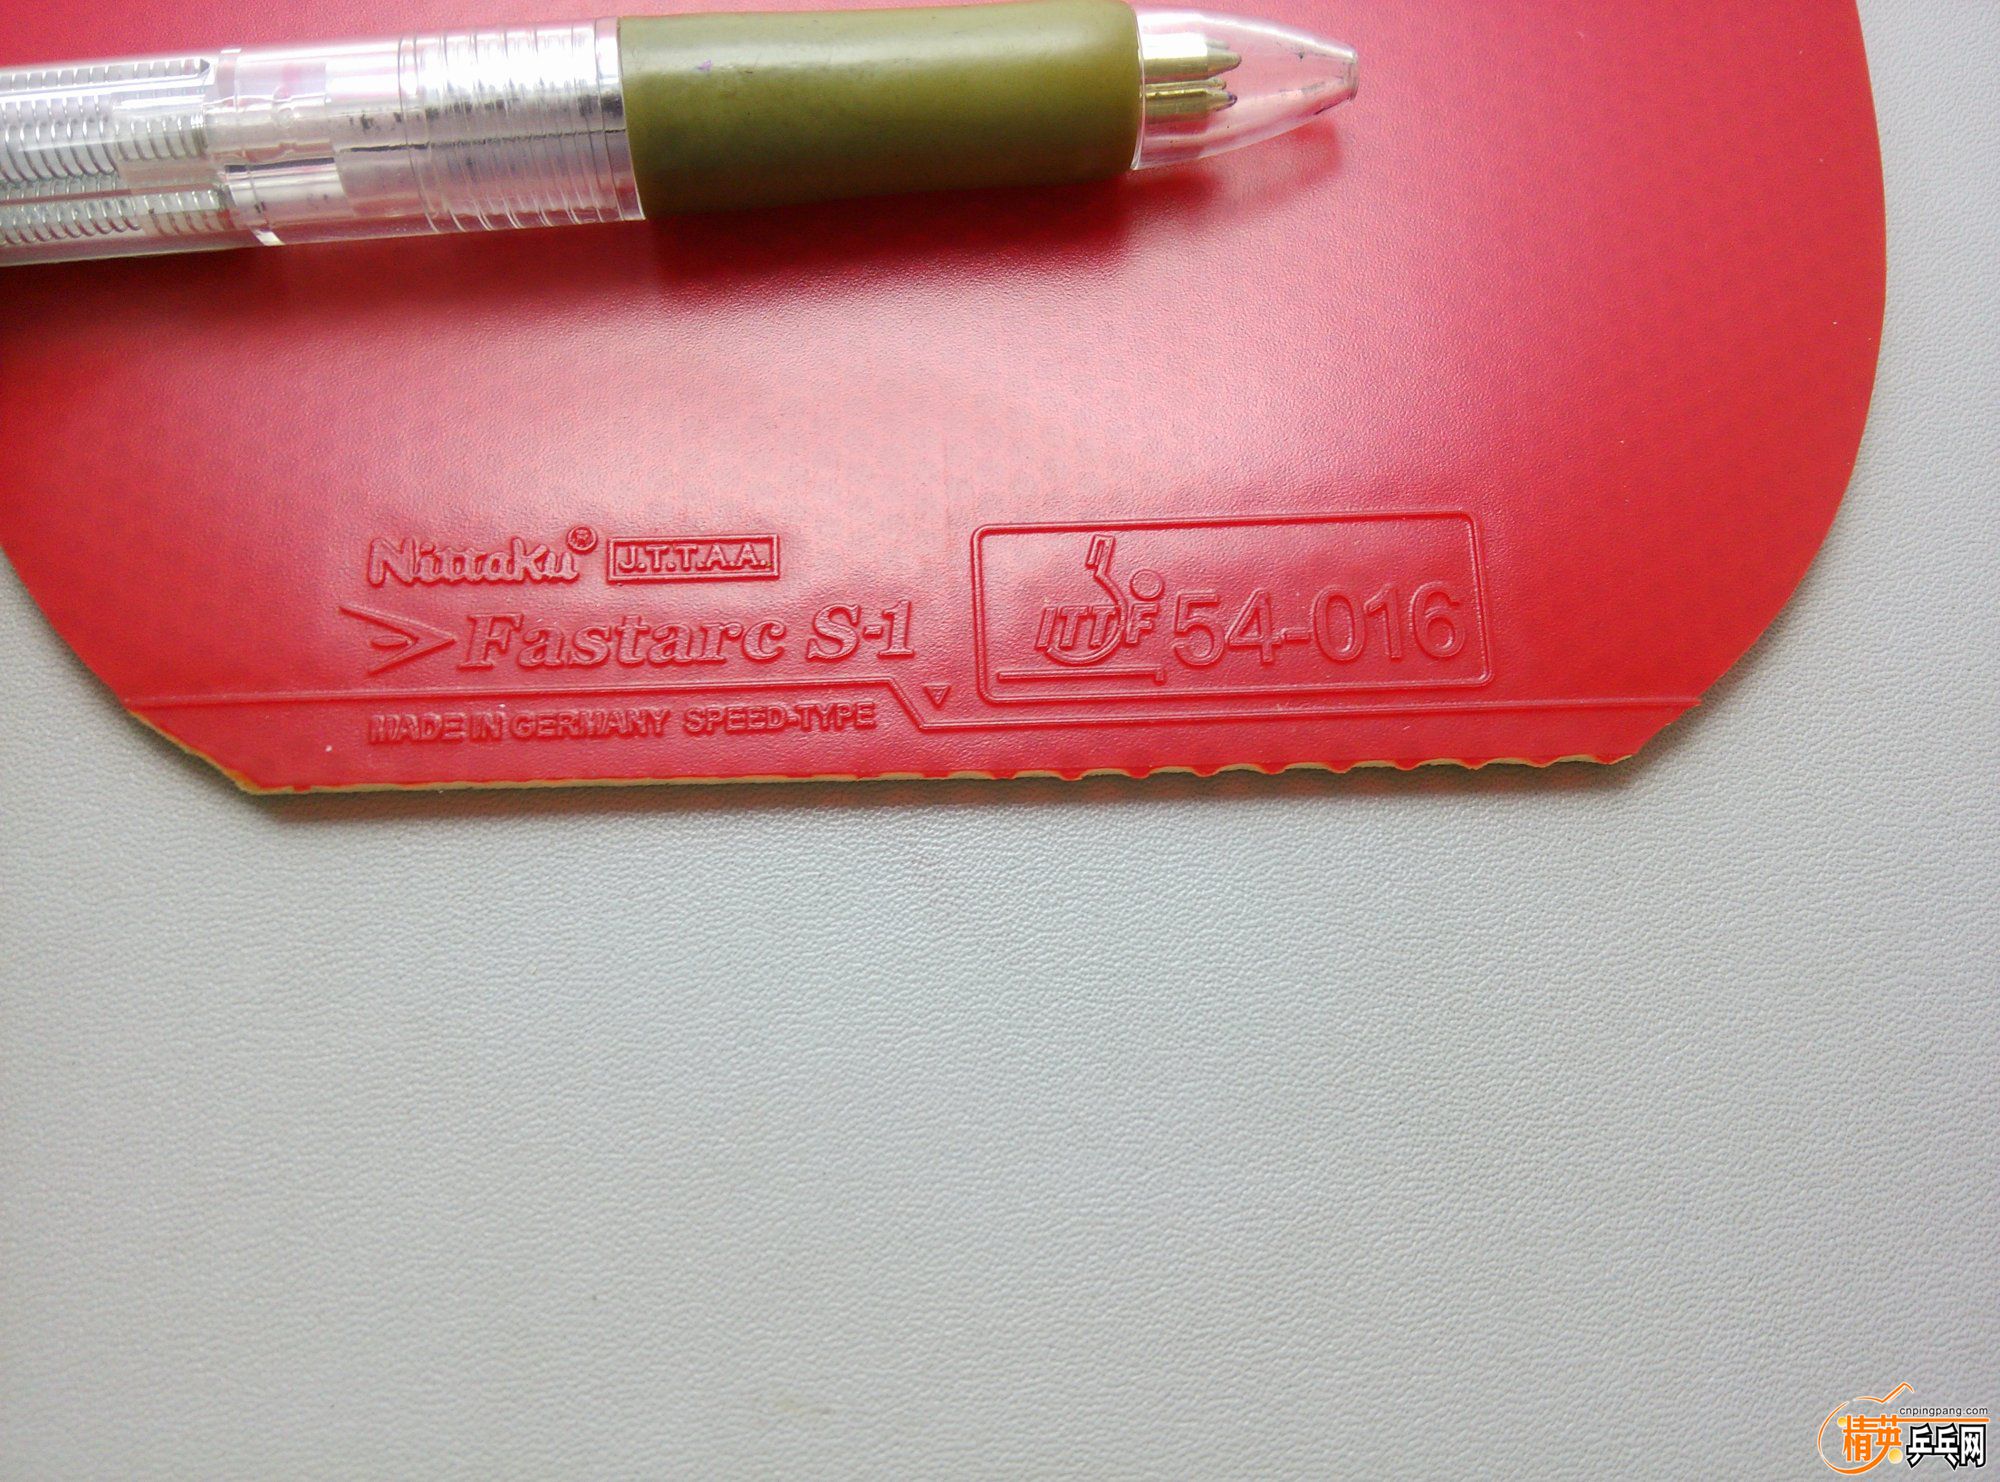 Nittaku® J.T.T.A.A.
Fastarc S-1
MADE IN GERMANY SPEED-TYPE
ITTF 54-016
cnpingpang.com
精英乒乓网